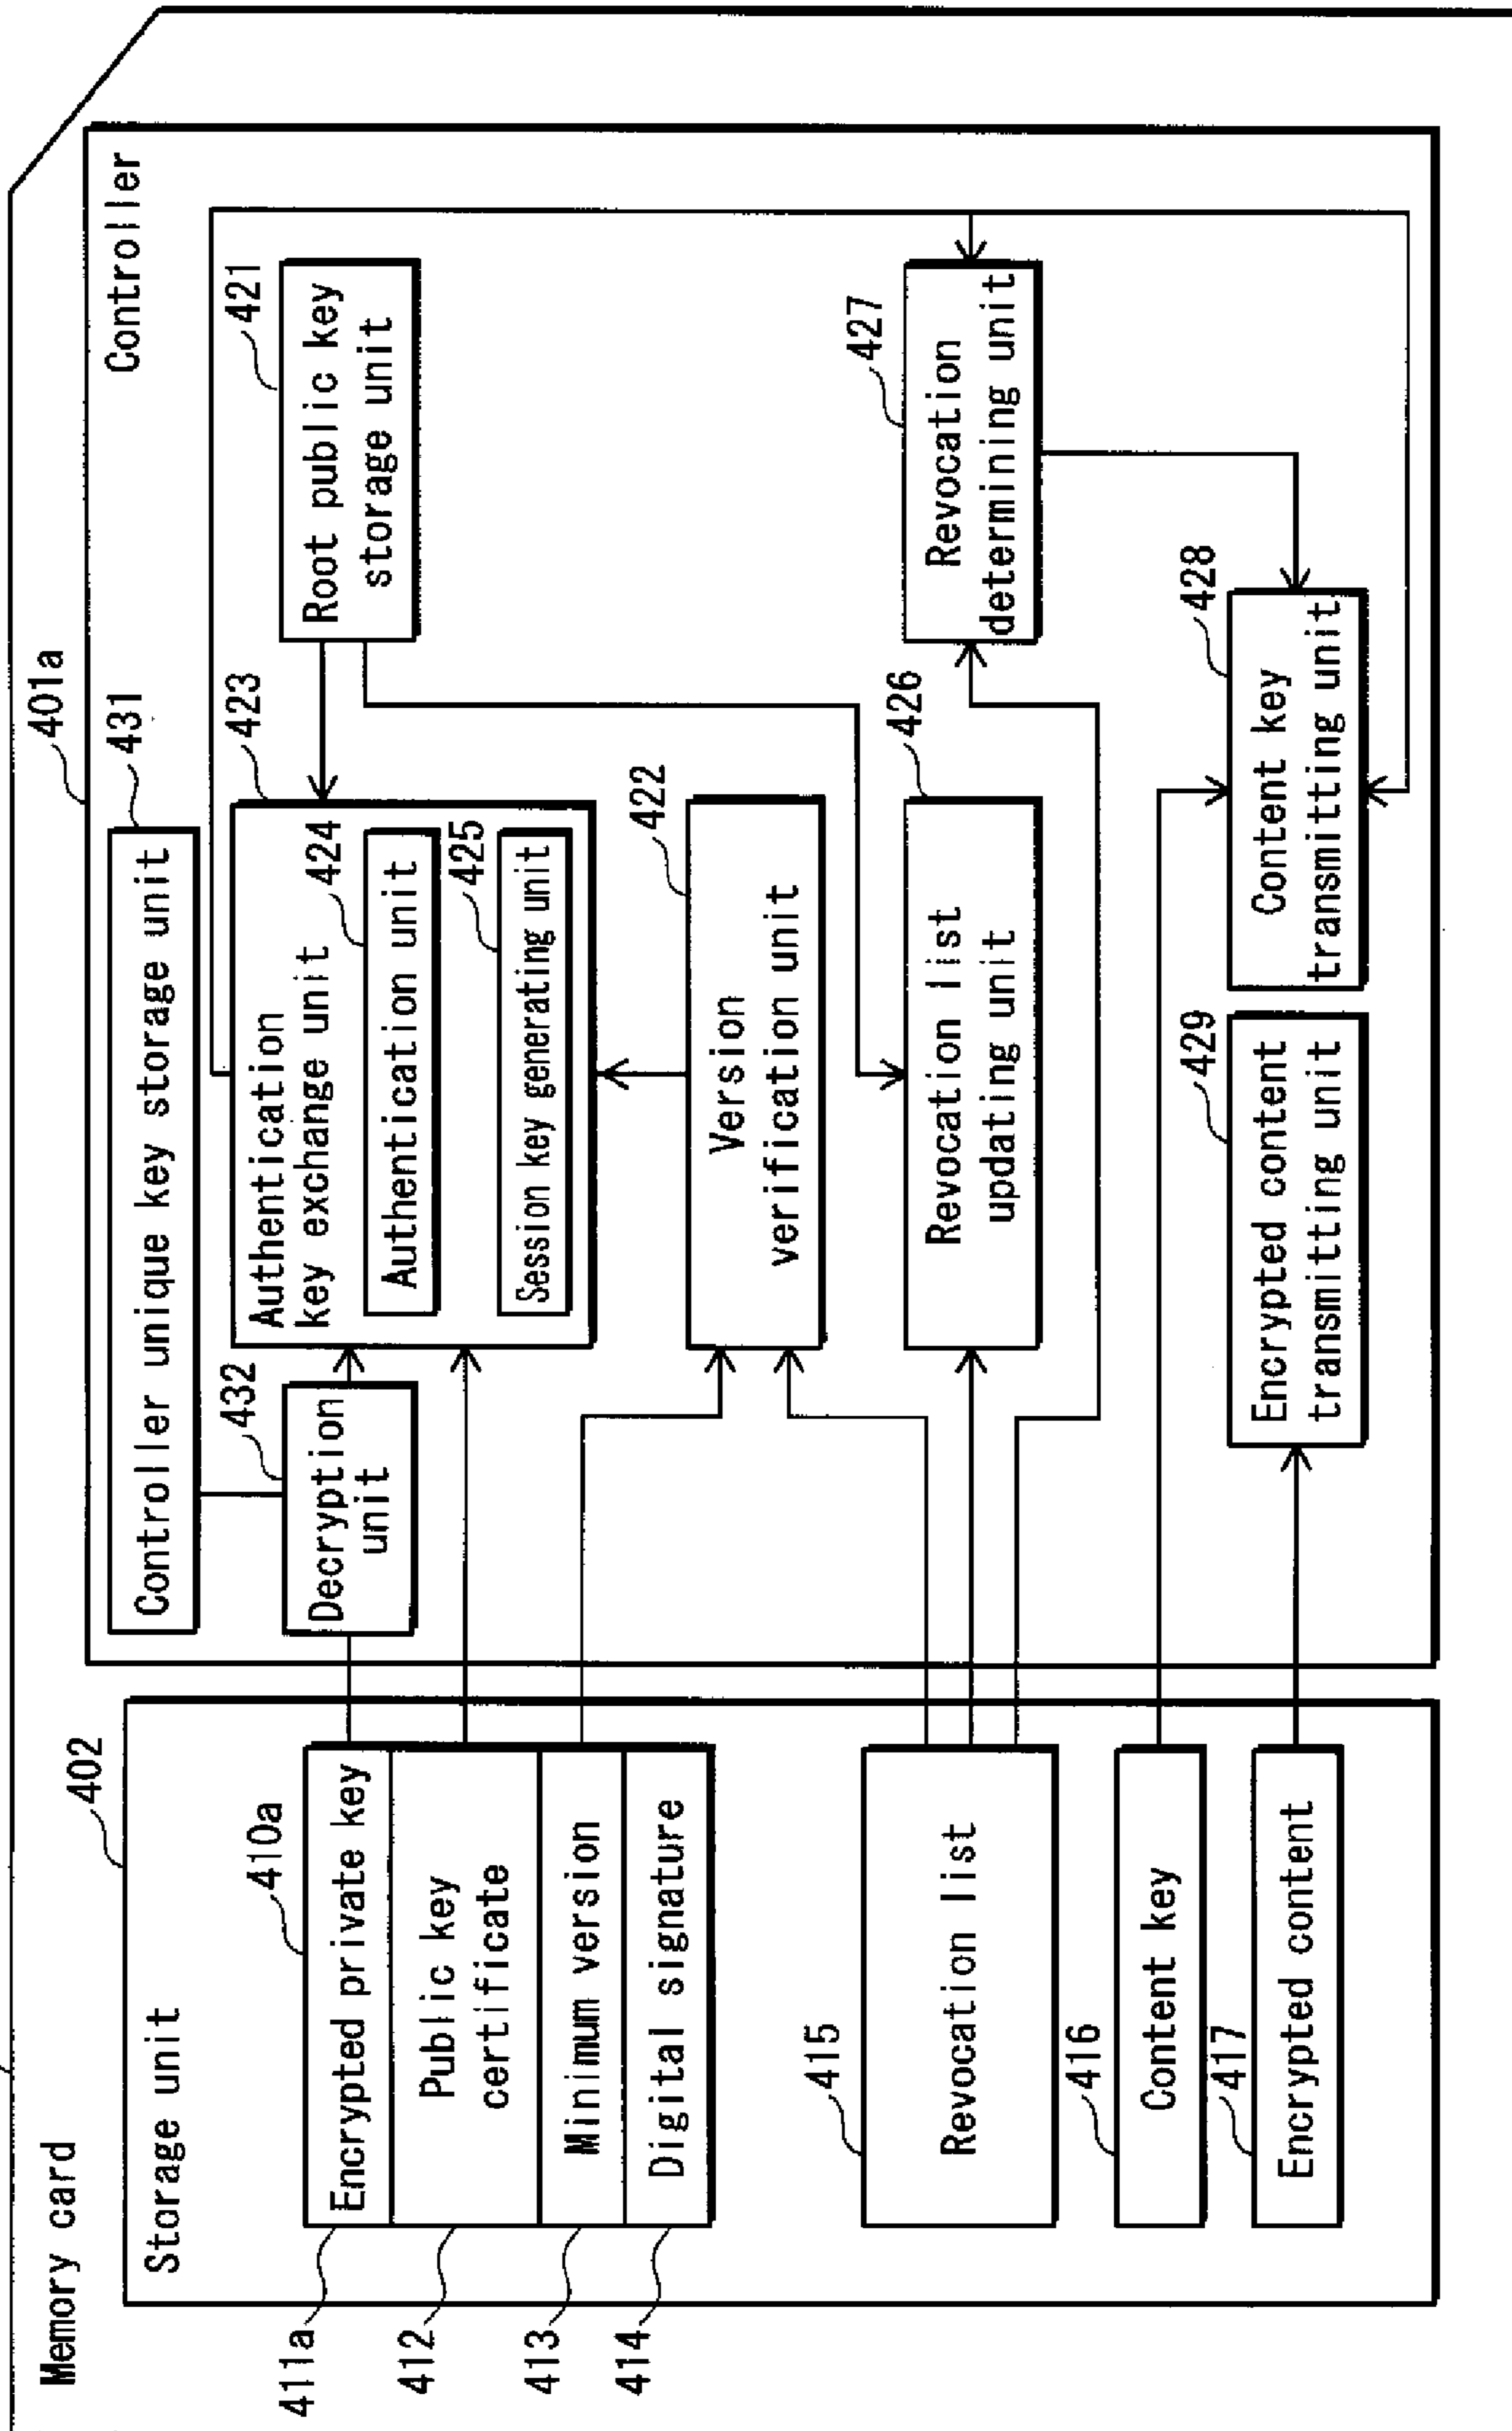 Memory card
Storage unit
402
410a
Encrypted private key
411a
Public key
certificate
412
Minimum version
413
Digital signature
414
415
Revocation list
416
Content key
417
Encrypted content
401a
Controller
431
Controller unique key storage unit
432
Decryption
unit
423
Authentication
key exchange unit
424
Authentication unit
425
Session key generating unit
421
Root public key
storage unit
422
Version
verification unit
426
Revocation list
updating unit
427
Revocation
determining unit
428
Content key
transmitting unit
429
Encrypted content
transmitting unit